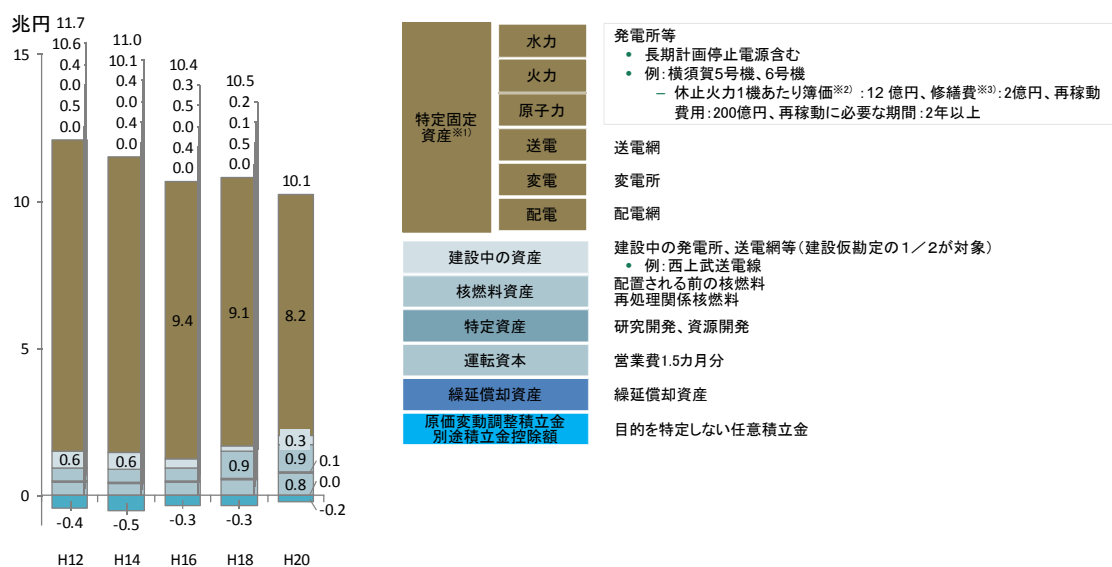 兆円
11.7
10.6
0.4
0.0
0.5
0.0
11.0
10.1
0.4
0.0
0.4
0.0
10.4
0.3
0.5
0.0
0.4
0.0
10.5
0.2
0.1
0.5
0.0
10.1
15
10
5
0
9.4
9.1
8.2
0.6
0.6
0.9
0.3
0.9
0.8
0.1
0.0
-0.2
-0.4
-0.5
-0.3
-0.3
H12
H14
H16
H18
H20
特定固定
資産※1)
水力
火力
原子力
送電
変電
配電
建設中の資産
核燃料資産
特定資産
運転資本
繰延償却資産
原価変動調整積立金
別途積立金控除額
発電所等
• 長期計画停止電源含む
• 例：横須賀5号機、6号機
– 休止火力1機あたり簿価※2）：12 億円、修繕費※3）：2億円、再稼動
費用：200億円、再稼動に必要な期間：2年以上
送電網
変電所
配電網
建設中の発電所、送電網等（建設仮勘定の１／２が対象）
• 例：西上武送電線
配置される前の核燃料
再処理関係核燃料
研究開発、資源開発
営業費1.5カ月分
繰延償却資産
目的を特定しない任意積立金